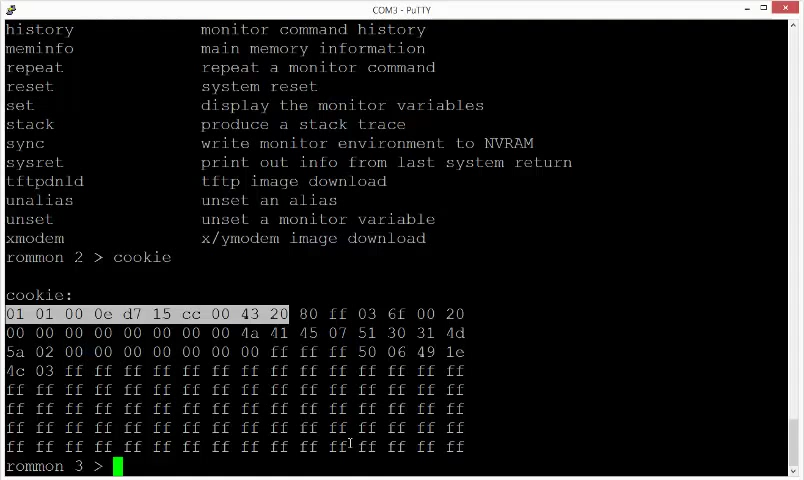 COM3 - PuTTY
history monitor command history
meminfo main memory information
repeat repeat a monitor command
reset system reset
set display the monitor variables
stack produce a stack trace
sync write monitor environment to NVRAM
sysret print out info from last system return
tftpdnld tftp image download
unalias unset an alias
unset unset a monitor variable
xmodem x/ymodem image download
rommon 2 > cookie
cookie:
01 01 00 0e d7 15 cc 00 43 20 80 ff 03 6f 00 20
00 00 00 00 00 00 00 00 4a 41 45 07 51 30 31 4d
5a 02 00 00 00 00 00 00 00 ff ff ff 50 06 49 1e
4c 03 ff ff ff ff ff ff ff ff ff ff ff ff ff ff
ff ff ff ff ff ff ff ff ff ff ff ff ff ff ff ff
ff ff ff ff ff ff ff ff ff ff ff ff ff ff ff ff
ff ff ff ff ff ff ff ff ff ff ff ff ff ff ff ff
ff ff ff ff ff ff ff ff ff ff ff ff ff ff ff ff
rommon 3 >